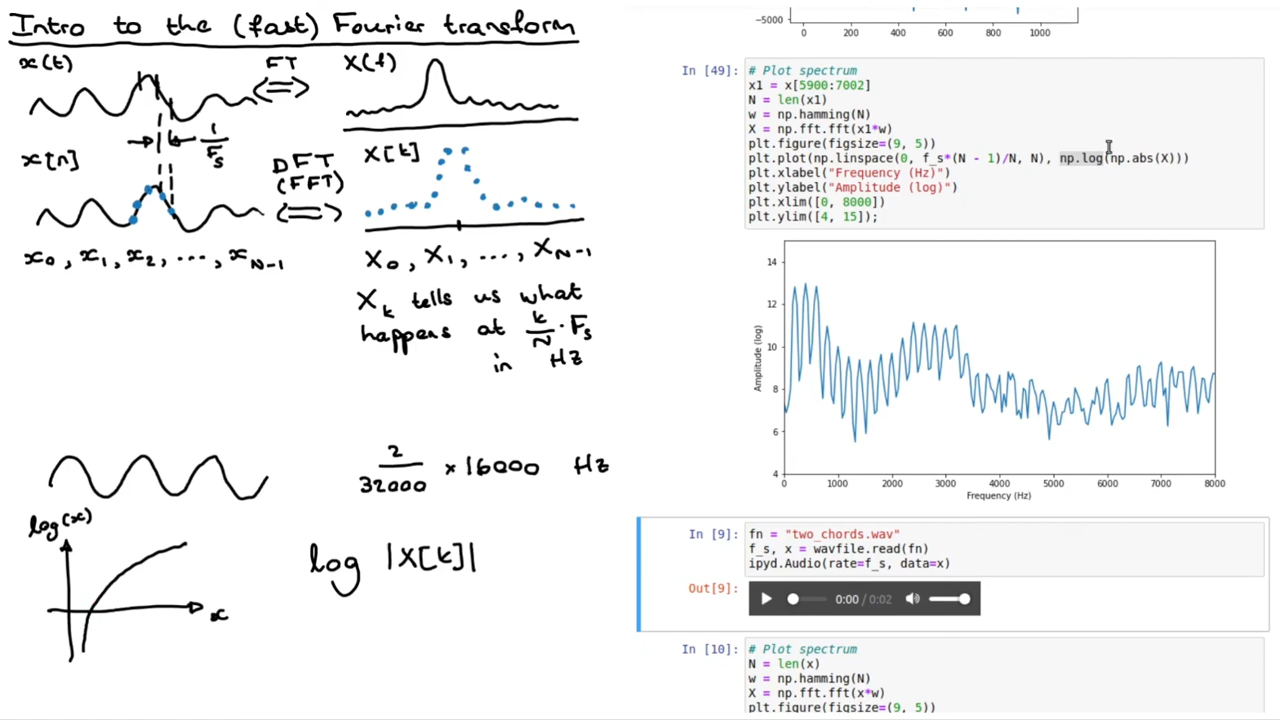 Intro to the (fast) Fourier transform
x(t)
FT
X(f)
1
Fs
x[n]
DFT
(FFT)
X[k]
x0, x1, x2, ..., xN-1
X0, X1, ..., XN-1
Xk tells us what
happens at k/N · Fs
in Hz
2/32000 × 16000 Hz
log(x)
x
log |X[k]|
−5000
0 200 400 600 800 1000
In [49]:
# Plot spectrum
x1 = x[5900:7002]
N = len(x1)
w = np.hamming(N)
X = np.fft.fft(x1*w)
plt.figure(figsize=(9, 5))
plt.plot(np.linspace(0, f_s*(N - 1)/N, N), np.log(np.abs(X)))
plt.xlabel("Frequency (Hz)")
plt.ylabel("Amplitude (log)")
plt.xlim([0, 8000])
plt.ylim([4, 15]);
14
12
10
8
6
4
Amplitude (log)
0 1000 2000 3000 4000 5000 6000 7000 8000
Frequency (Hz)
In [9]:
fn = "two_chords.wav"
f_s, x = wavfile.read(fn)
ipyd.Audio(rate=f_s, data=x)
Out[9]:
0:00 / 0:02
In [10]:
# Plot spectrum
N = len(x)
w = np.hamming(N)
X = np.fft.fft(x*w)
plt.figure(figsize=(9, 5))